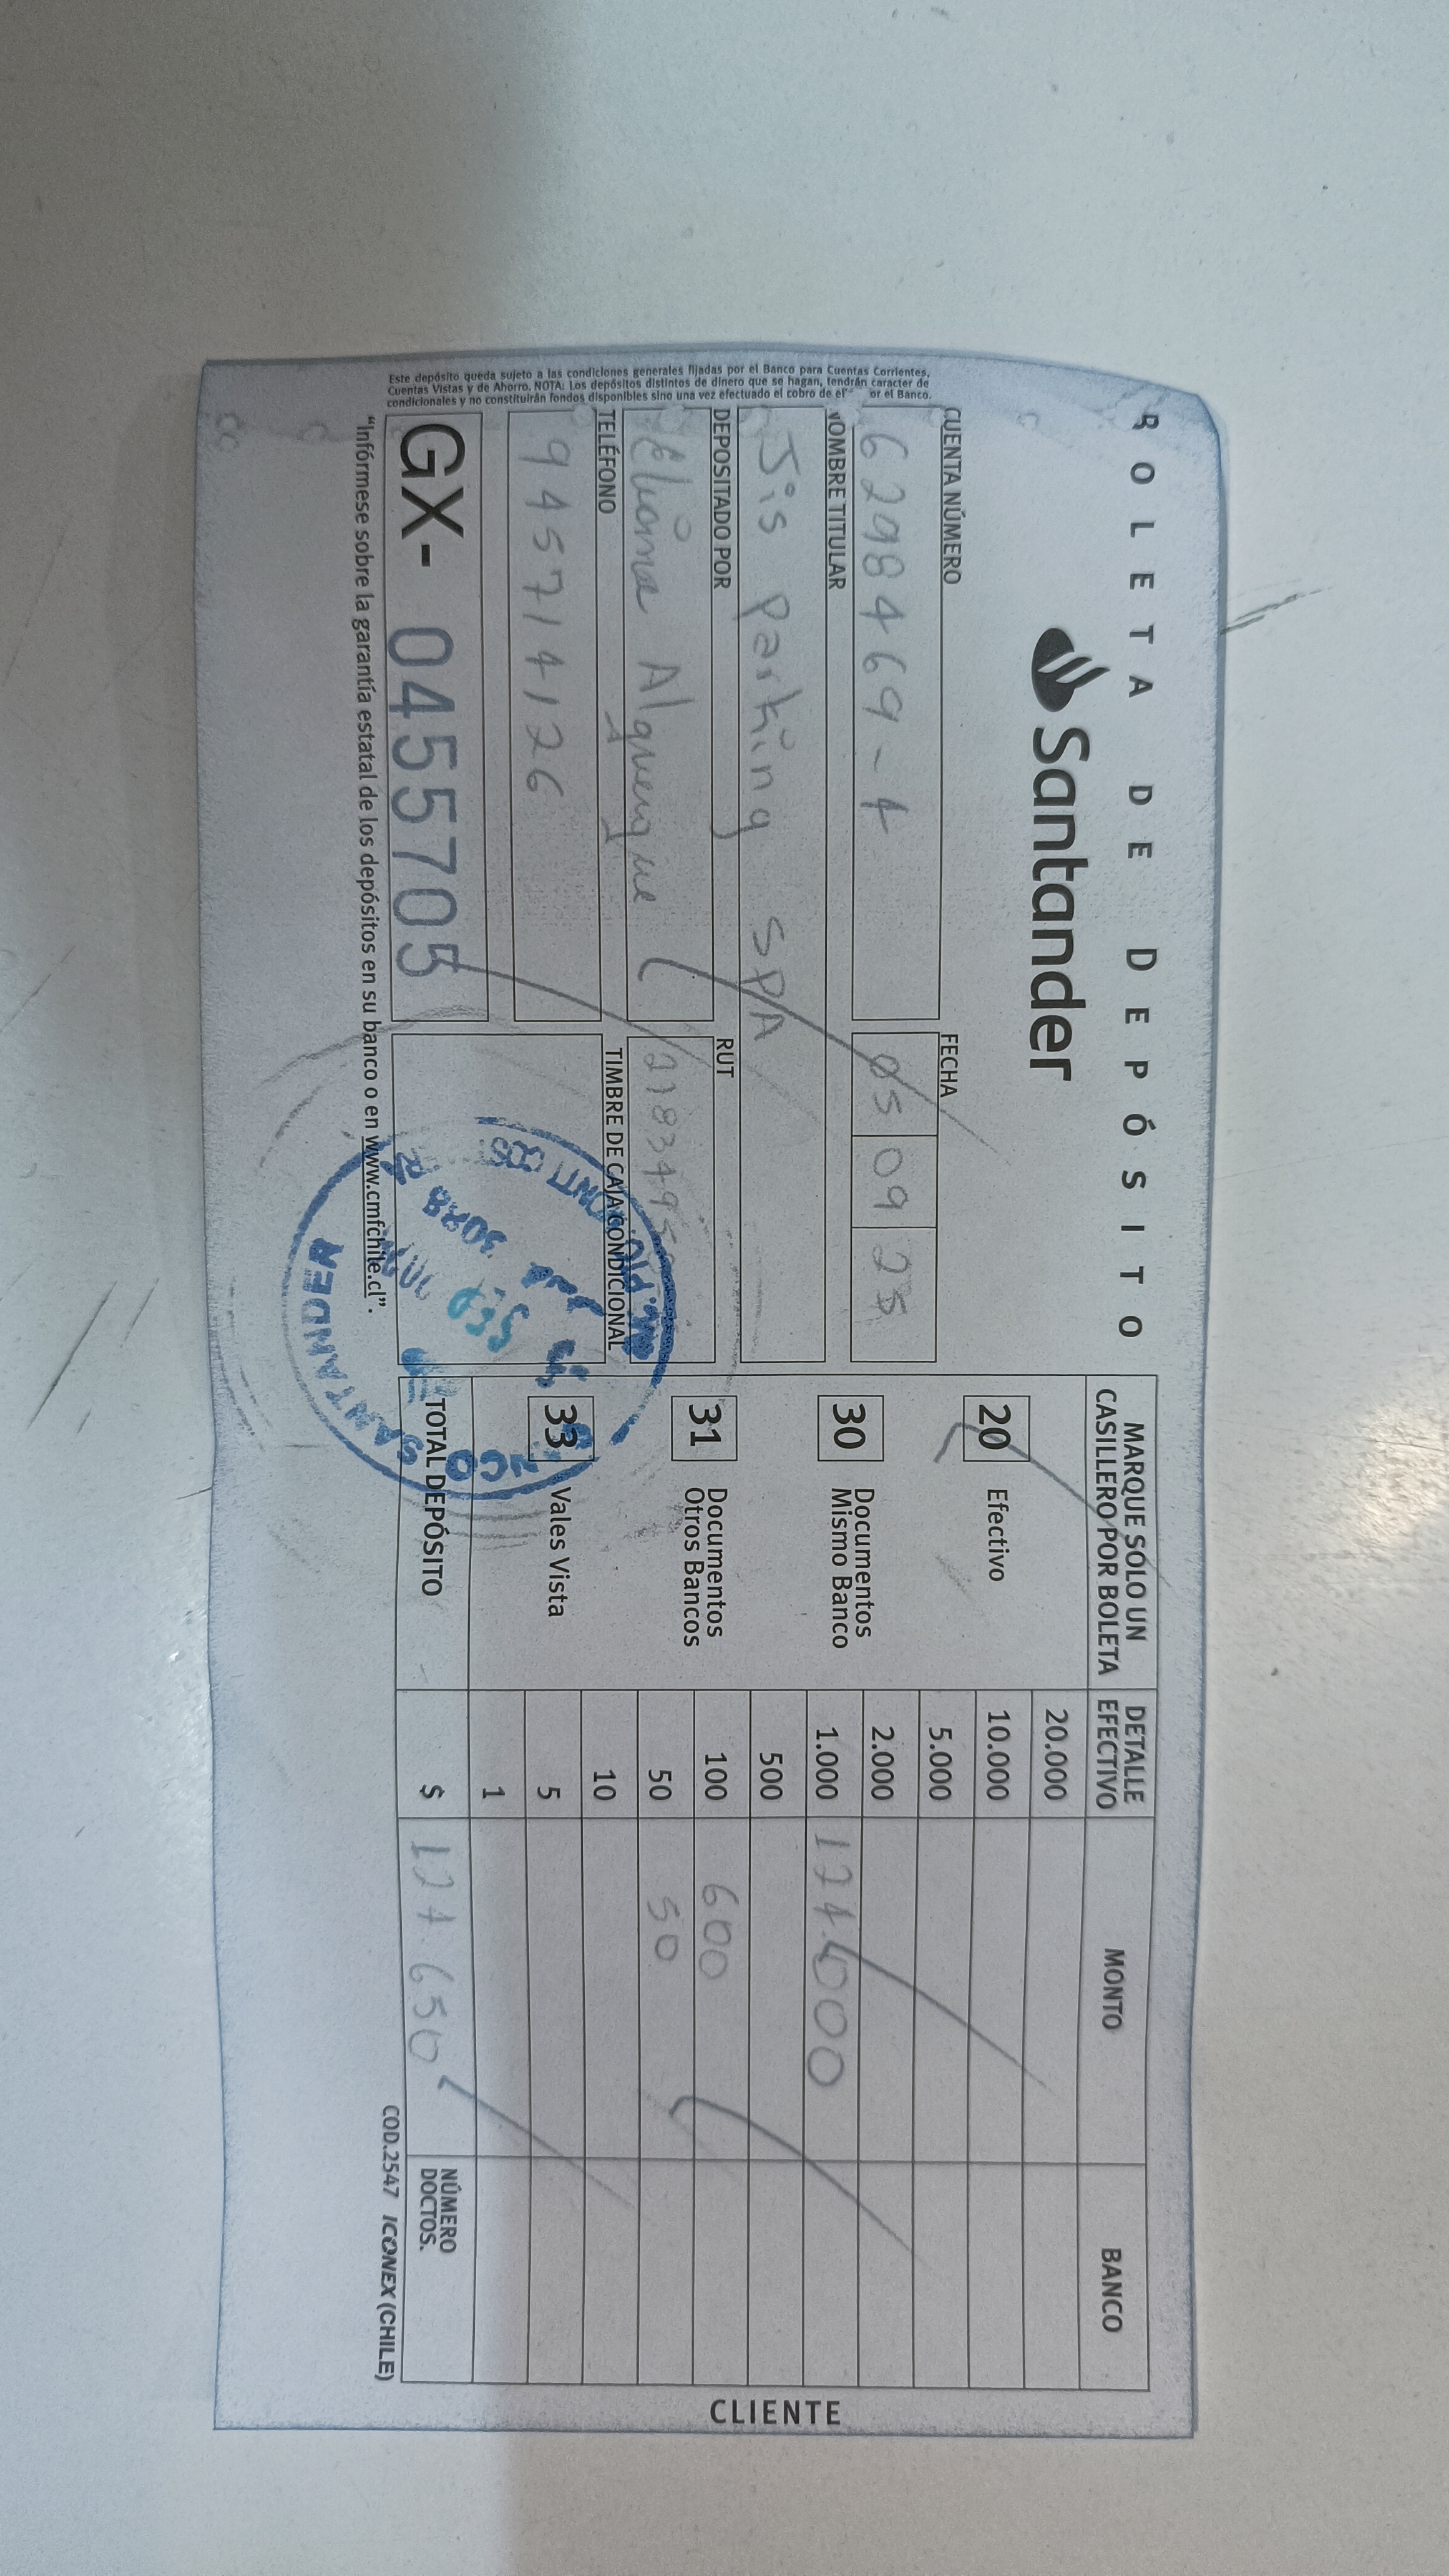 BOLETA DE DEPÓSITO
Santander
CUENTA NÚMERO
6298469-4
FECHA
05 09 25
NOMBRE TITULAR
Jis Parking SPA
DEPOSITADO POR
RUT
TELÉFONO
945714126
TIMBRE DE CAJA CONDICIONAL
GX- 0455705
"Infórmese sobre la garantía estatal de los depósitos en su banco o en www.cmfchile.cl".
Este depósito queda sujeto a las condiciones generales fijadas por el Banco para Cuentas Corrientes,
Cuentas Vistas y de Ahorro. NOTA: Los depósitos distintos de dinero que se hagan, tendrán caracter de
condicionales y no constituirán fondos disponibles sino una vez efectuado el cobro de el or el Banco.
MARQUE SOLO UN
CASILLERO POR BOLETA
20 Efectivo
30 Documentos
Mismo Banco
31 Documentos
Otros Bancos
33 Vales Vista
DETALLE
EFECTIVO
MONTO
BANCO
20.000
10.000
5.000
2.000
1.000 174.000
500
100 600
50 50
10
5
1
TOTAL DEPÓSITO $ 174.650
NÚMERO
DOCTOS.
COD.2547 ICONEX (CHILE)
CLIENTE
SANTANDER